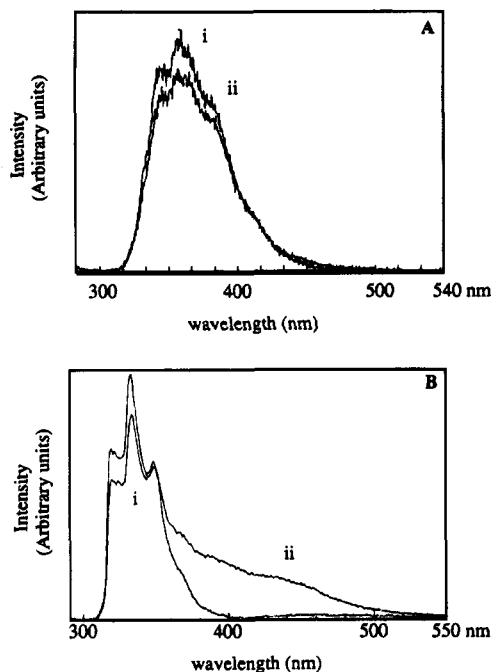 A
i
ii
Intensity
(Arbitrary units)
300 400 500 540 nm
wavelength (nm)
B
i
ii
Intensity
(Arbitrary units)
300 400 500 550 nm
wavelength (nm)